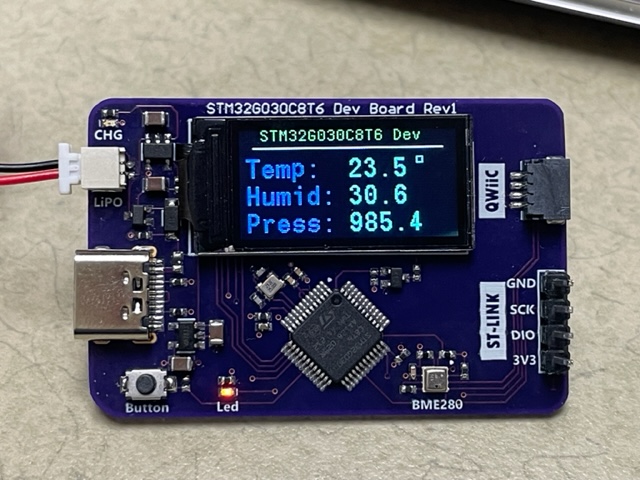 STM32G030C8T6 Dev Board Rev1
CHG
STM32G030C8T6 Dev
Temp: 23.5°
Humid: 30.6
Press: 985.4
LiPO
QWiiC
ST-LINK
GND
SCK
DIO
3V3
Button
Led
BME280